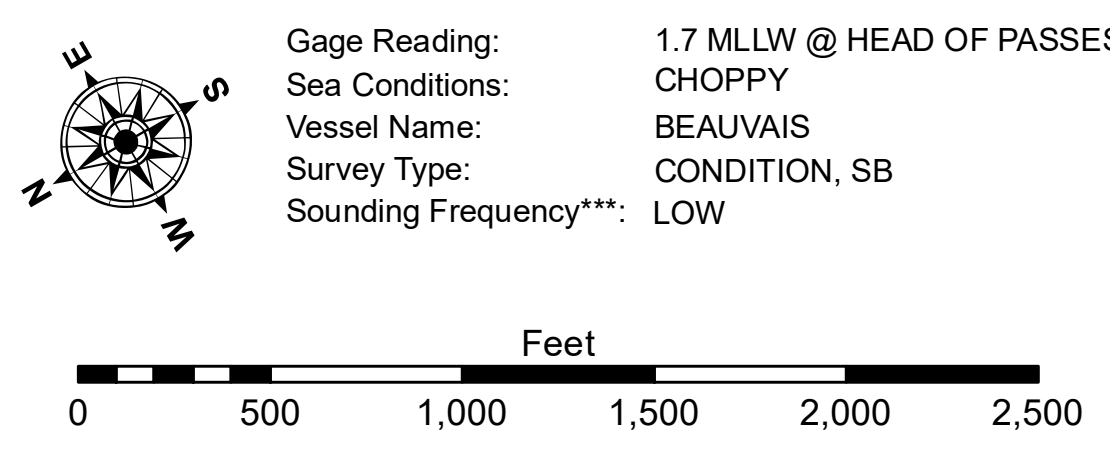 E
S
N
W
Gage Reading: 1.7 MLLW @ HEAD OF PASSES
Sea Conditions: CHOPPY
Vessel Name: BEAUVAIS
Survey Type: CONDITION, SB
Sounding Frequency***: LOW
Feet
0 500 1,000 1,500 2,000 2,500